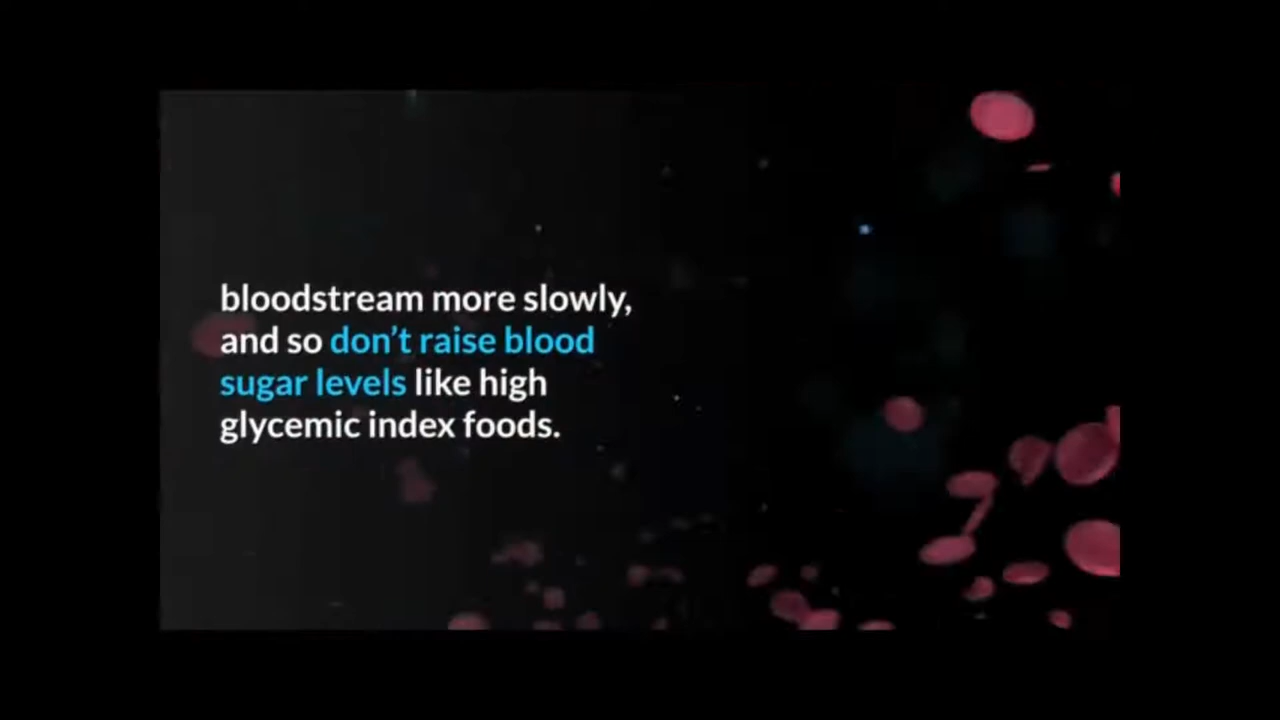 bloodstream more slowly,
and so don’t raise blood
sugar levels like high
glycemic index foods.